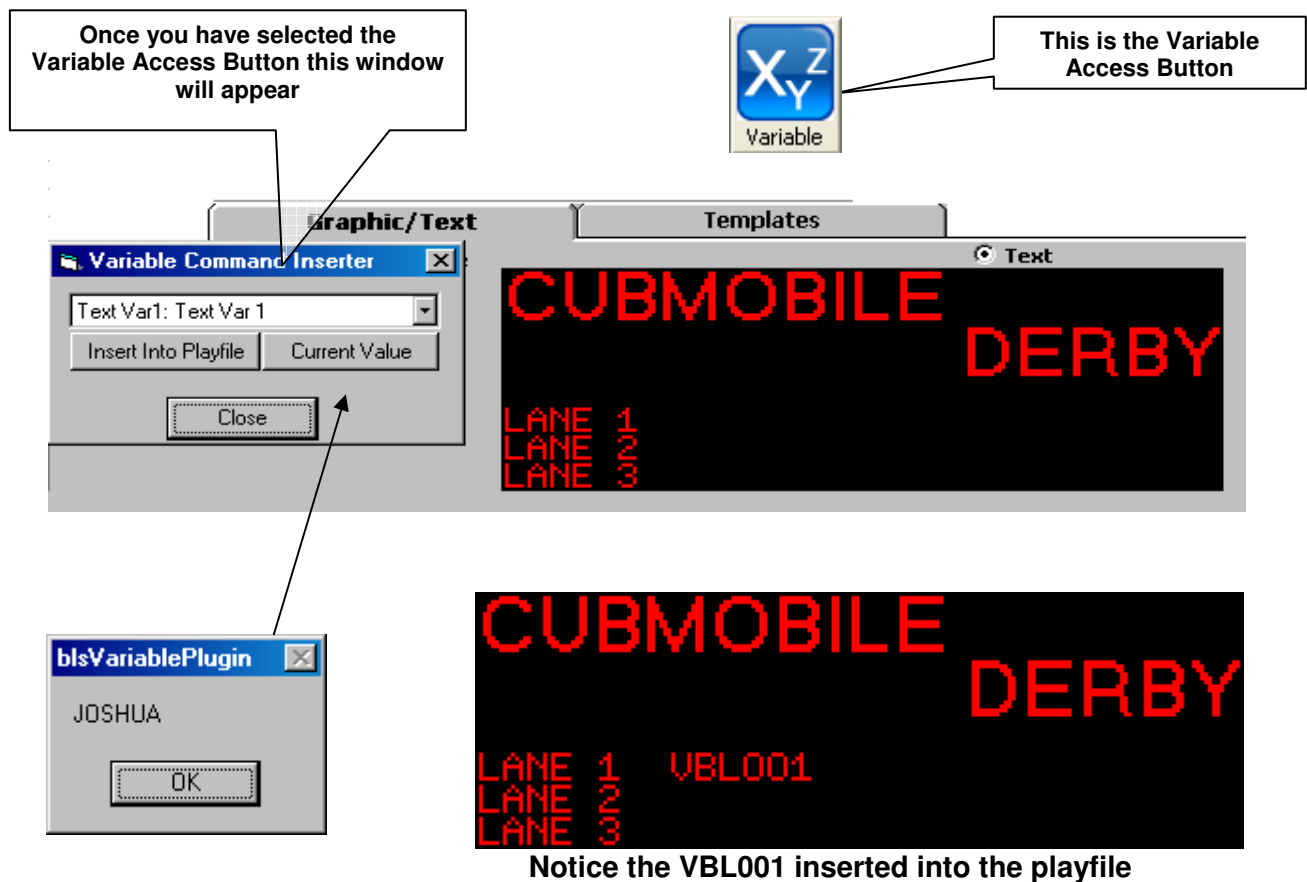 Once you have selected the
Variable Access Button this window
will appear
XYZ
Variable
This is the Variable
Access Button
Graphic/Text
Templates
Variable Command Inserter
Text
Text Var1: Text Var 1
Insert Into Playfile
Current Value
Close
CUBMOBILE
DERBY
LANE 1
LANE 2
LANE 3
blsVariablePlugin
JOSHUA
OK
CUBMOBILE
DERBY
LANE 1 VBL001
LANE 2
LANE 3
Notice the VBL001 inserted into the playfile